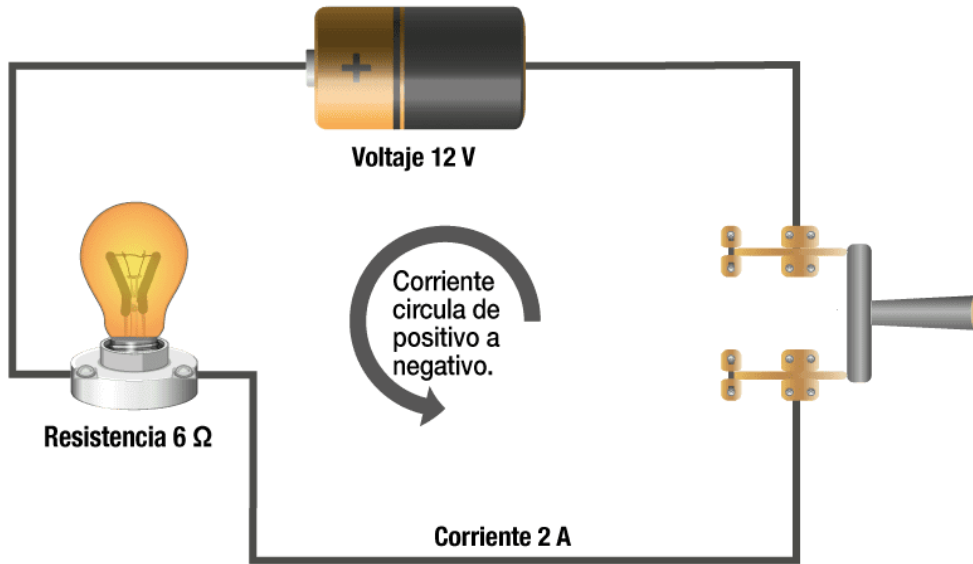 +
Voltaje 12 V
Corriente
circula de
positivo a
negativo.
Resistencia 6 Ω
Corriente 2 A